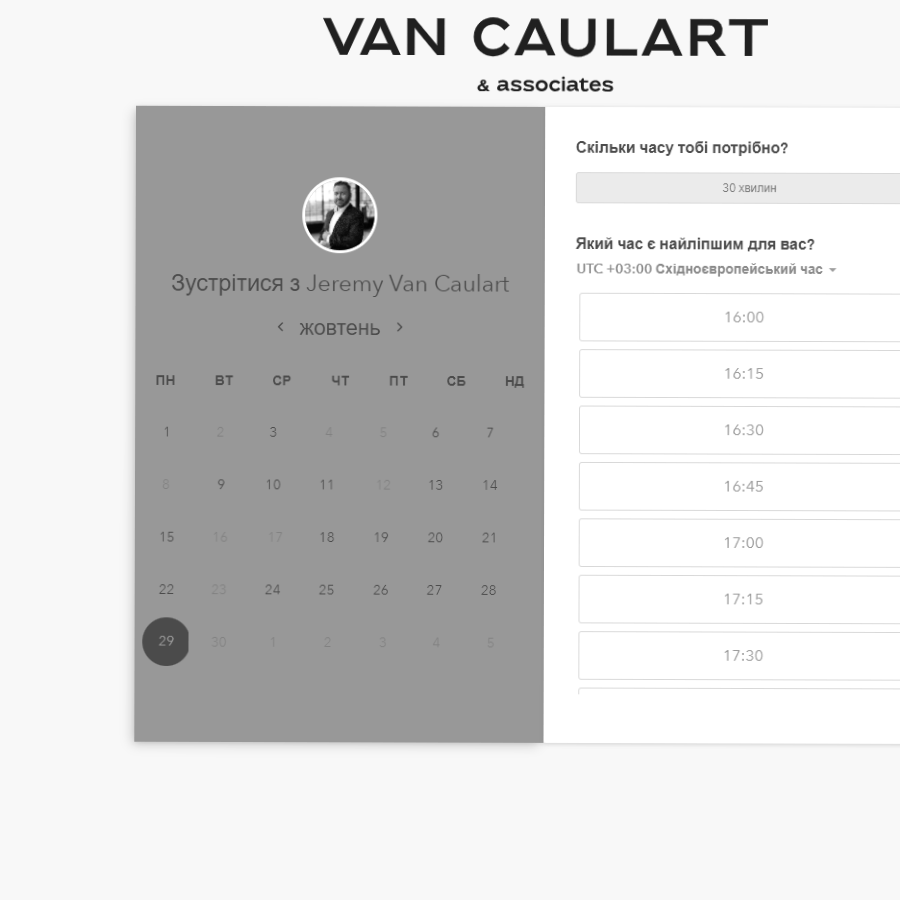 VAN CAULART
& associates
Зустрітися з Jeremy Van Caulart
жовтень
ПН ВТ СР ЧТ ПТ СБ НД
1 2 3 4 5 6 7
8 9 10 11 12 13 14
15 16 17 18 19 20 21
22 23 24 25 26 27 28
29 30 1 2 3 4 5
Скільки часу тобі потрібно?
30 хвилин
Який час є найліпшим для вас?
UTC +03:00 Східноєвропейський час
16:00
16:15
16:30
16:45
17:00
17:15
17:30